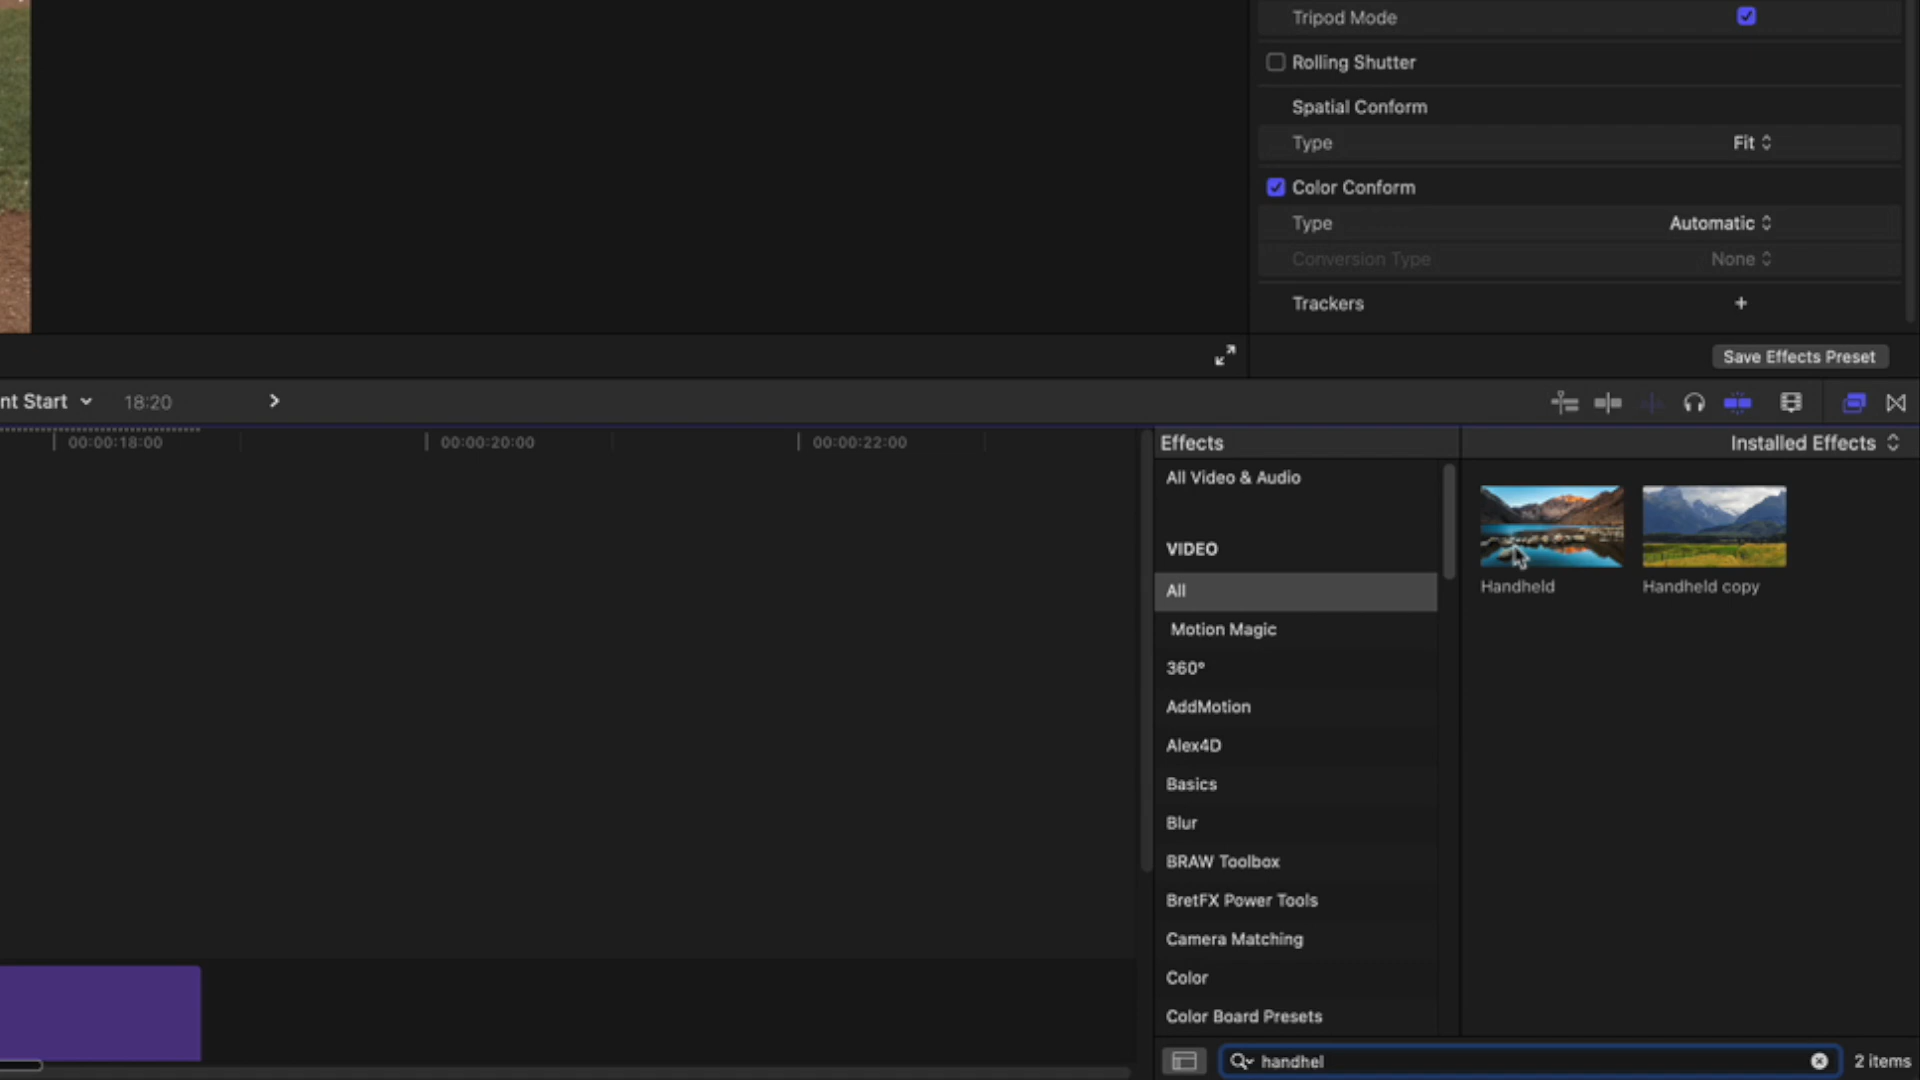 Tripod Mode
Rolling Shutter
Spatial Conform
Type Fit
Color Conform
Type Automatic
Conversion Type None
Trackers +
Save Effects Preset
nt Start 18:20
00:00:18:00 00:00:20:00 00:00:22:00
Effects
Installed Effects
All Video & Audio
VIDEO
All
Motion Magic
360°
AddMotion
Alex4D
Basics
Blur
BRAW Toolbox
BretFX Power Tools
Camera Matching
Color
Color Board Presets
Handheld
Handheld copy
handhel
2 items